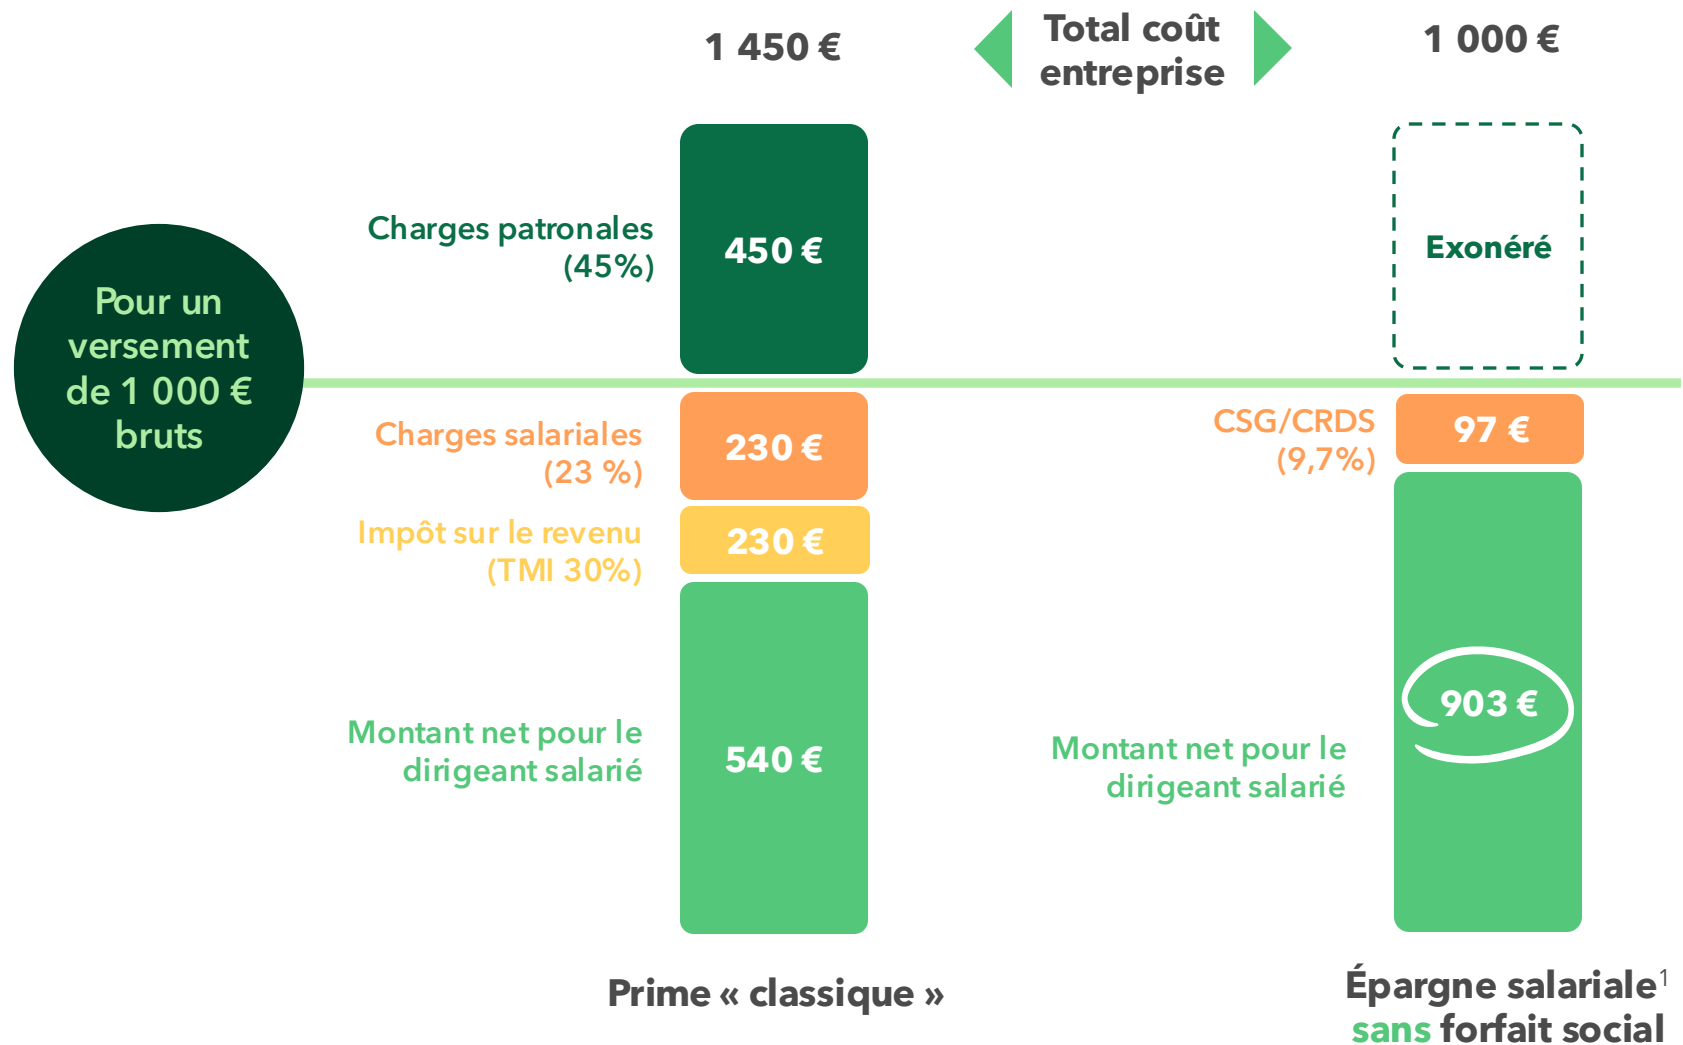 1 450 €
Total coût
entreprise
1 000 €
Pour un
versement
de 1 000 €
bruts
Charges patronales
(45%)
450 €
Exonéré
Charges salariales
(23 %)
230 €
CSG/CRDS
(9,7%)
97 €
Impôt sur le revenu
(TMI 30%)
230 €
Montant net pour le
dirigeant salarié
540 €
Montant net pour le
dirigeant salarié
903 €
Prime « classique »
Épargne salariale¹
sans forfait social